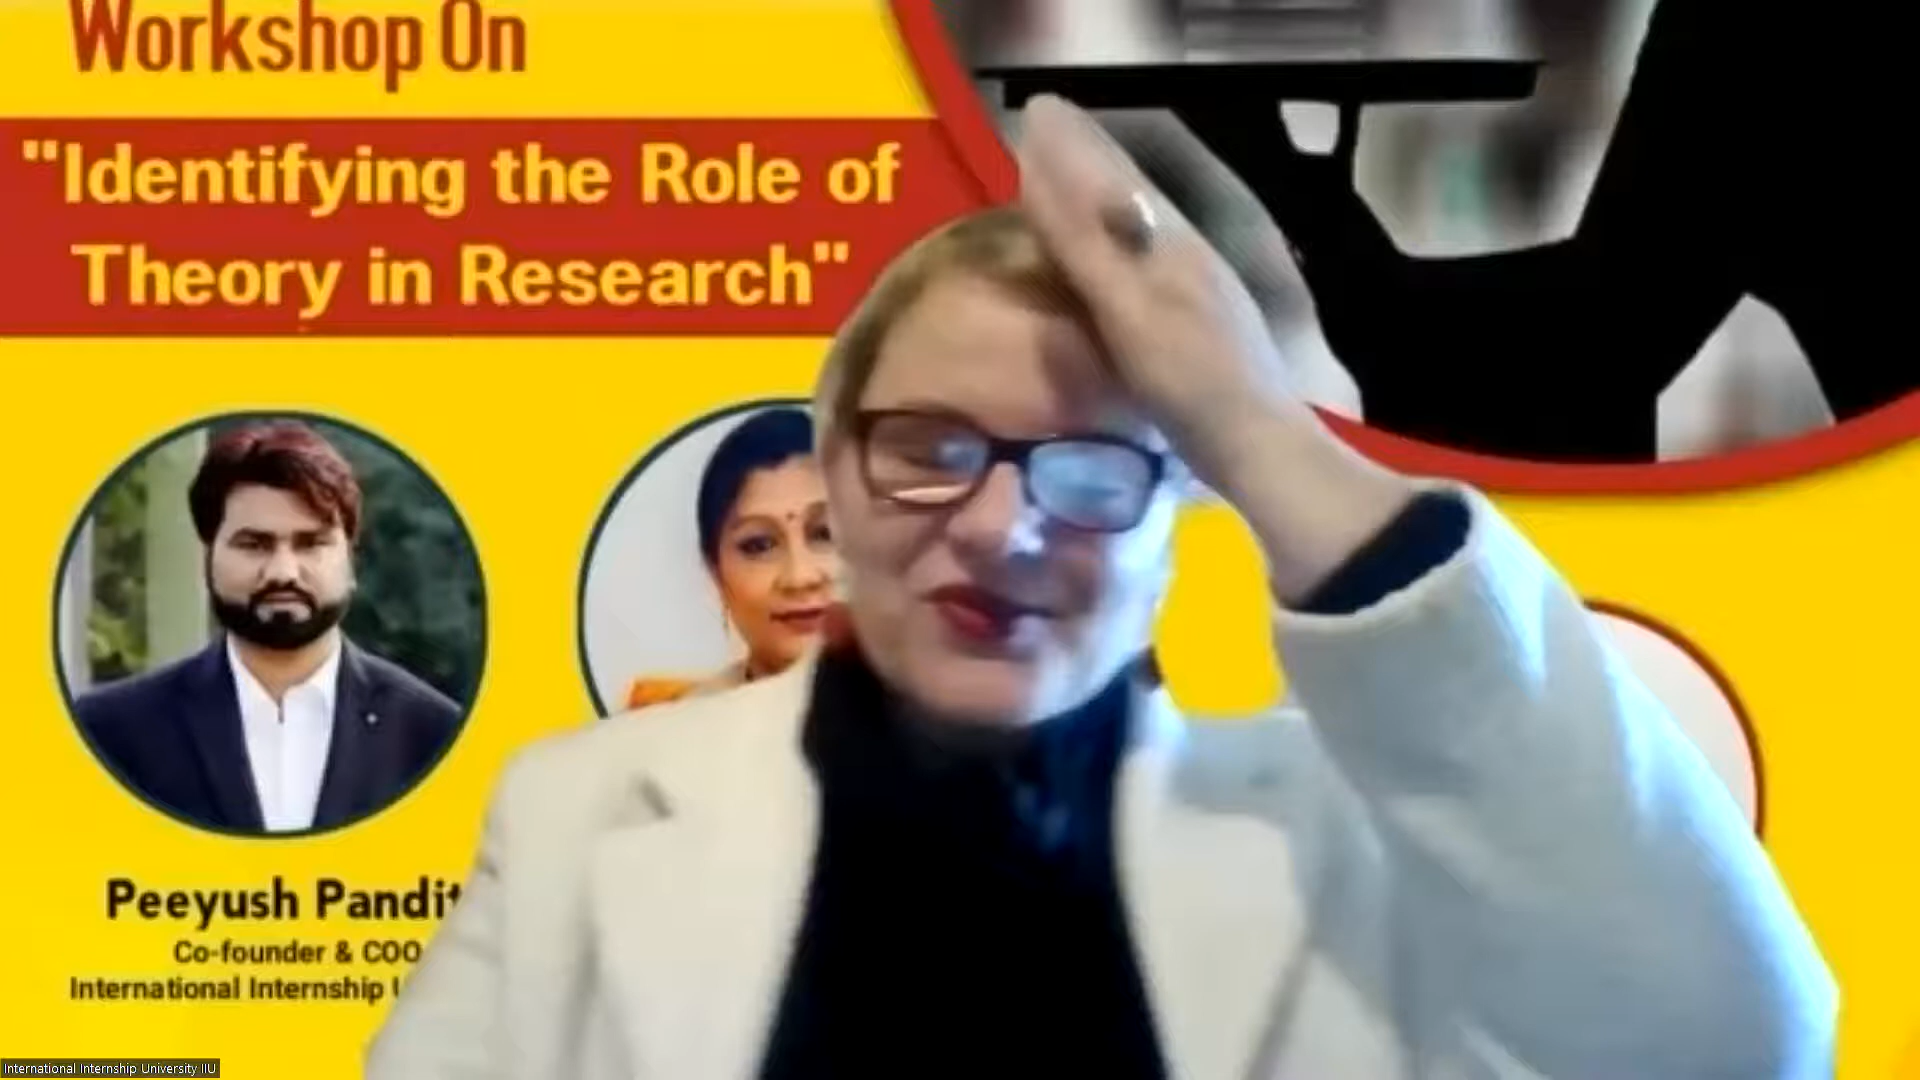 Workshop On
"Identifying the Role of
Theory in Research"
Peeyush Pandit
Co-founder & COO
International Internship
International Internship University IIU